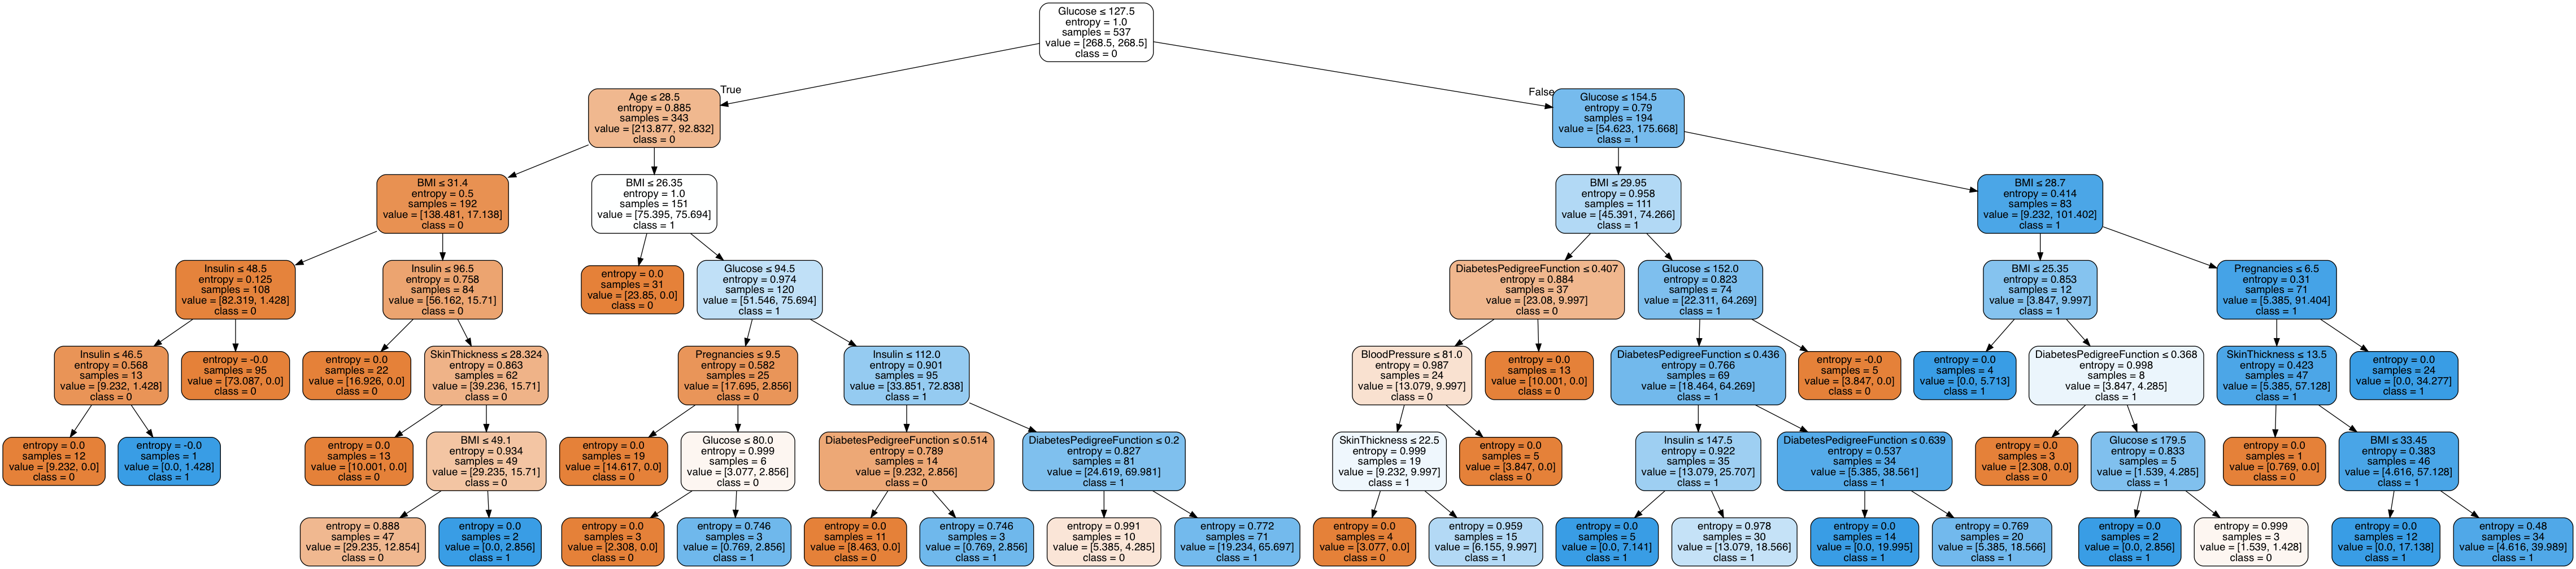 Glucose ≤ 127.5
entropy = 1.0
samples = 537
value = [268.5, 268.5]
class = 0
True
False
Age ≤ 28.5
entropy = 0.885
samples = 343
value = [213.877, 92.832]
class = 0
Glucose ≤ 154.5
entropy = 0.79
samples = 194
value = [54.623, 175.668]
class = 1
BMI ≤ 31.4
entropy = 0.5
samples = 192
value = [138.481, 17.138]
class = 0
BMI ≤ 26.35
entropy = 1.0
samples = 151
value = [75.395, 75.694]
class = 1
BMI ≤ 29.95
entropy = 0.958
samples = 111
value = [45.391, 74.266]
class = 1
BMI ≤ 28.7
entropy = 0.414
samples = 83
value = [9.232, 101.402]
class = 1
Insulin ≤ 48.5
entropy = 0.125
samples = 108
value = [82.319, 1.428]
class = 0
Insulin ≤ 96.5
entropy = 0.758
samples = 84
value = [56.162, 15.71]
class = 0
entropy = 0.0
samples = 31
value = [23.85, 0.0]
class = 0
Glucose ≤ 94.5
entropy = 0.974
samples = 120
value = [51.546, 75.694]
class = 1
DiabetesPedigreeFunction ≤ 0.407
entropy = 0.884
samples = 37
value = [23.08, 9.997]
class = 0
Glucose ≤ 152.0
entropy = 0.823
samples = 74
value = [22.311, 64.269]
class = 1
BMI ≤ 25.35
entropy = 0.853
samples = 12
value = [3.847, 9.997]
class = 1
Pregnancies ≤ 6.5
entropy = 0.31
samples = 71
value = [5.385, 91.404]
class = 1
Insulin ≤ 46.5
entropy = 0.568
samples = 13
value = [9.232, 1.428]
class = 0
entropy = -0.0
samples = 95
value = [73.087, 0.0]
class = 0
entropy = 0.0
samples = 22
value = [16.926, 0.0]
class = 0
SkinThickness ≤ 28.324
entropy = 0.863
samples = 62
value = [39.236, 15.71]
class = 0
Pregnancies ≤ 9.5
entropy = 0.582
samples = 25
value = [17.695, 2.856]
class = 0
Insulin ≤ 112.0
entropy = 0.901
samples = 95
value = [33.851, 72.838]
class = 1
BloodPressure ≤ 81.0
entropy = 0.987
samples = 24
value = [13.079, 9.997]
class = 0
entropy = 0.0
samples = 13
value = [10.001, 0.0]
class = 0
DiabetesPedigreeFunction ≤ 0.436
entropy = 0.766
samples = 69
value = [18.464, 64.269]
class = 1
entropy = -0.0
samples = 5
value = [3.847, 0.0]
class = 0
entropy = 0.0
samples = 4
value = [0.0, 5.713]
class = 1
DiabetesPedigreeFunction ≤ 0.368
entropy = 0.998
samples = 8
value = [3.847, 4.285]
class = 1
SkinThickness ≤ 13.5
entropy = 0.423
samples = 47
value = [5.385, 57.128]
class = 1
entropy = 0.0
samples = 24
value = [0.0, 34.277]
class = 1
entropy = 0.0
samples = 12
value = [9.232, 0.0]
class = 0
entropy = -0.0
samples = 1
value = [0.0, 1.428]
class = 1
entropy = 0.0
samples = 13
value = [10.001, 0.0]
class = 0
BMI ≤ 49.1
entropy = 0.934
samples = 49
value = [29.235, 15.71]
class = 0
entropy = 0.0
samples = 19
value = [14.617, 0.0]
class = 0
Glucose ≤ 80.0
entropy = 0.999
samples = 6
value = [3.077, 2.856]
class = 0
DiabetesPedigreeFunction ≤ 0.514
entropy = 0.789
samples = 14
value = [9.232, 2.856]
class = 0
DiabetesPedigreeFunction ≤ 0.2
entropy = 0.827
samples = 81
value = [24.619, 69.981]
class = 1
SkinThickness ≤ 22.5
entropy = 0.999
samples = 19
value = [9.232, 9.997]
class = 1
entropy = 0.0
samples = 5
value = [3.847, 0.0]
class = 0
Insulin ≤ 147.5
entropy = 0.922
samples = 35
value = [13.079, 25.707]
class = 1
DiabetesPedigreeFunction ≤ 0.639
entropy = 0.537
samples = 34
value = [5.385, 38.561]
class = 1
entropy = 0.0
samples = 3
value = [2.308, 0.0]
class = 0
Glucose ≤ 179.5
entropy = 0.833
samples = 5
value = [1.539, 4.285]
class = 1
entropy = 0.0
samples = 1
value = [0.769, 0.0]
class = 0
BMI ≤ 33.45
entropy = 0.383
samples = 46
value = [4.616, 57.128]
class = 1
entropy = 0.888
samples = 47
value = [29.235, 12.854]
class = 0
entropy = 0.0
samples = 2
value = [0.0, 2.856]
class = 1
entropy = 0.0
samples = 3
value = [2.308, 0.0]
class = 0
entropy = 0.746
samples = 3
value = [0.769, 2.856]
class = 1
entropy = 0.0
samples = 11
value = [8.463, 0.0]
class = 0
entropy = 0.746
samples = 3
value = [0.769, 2.856]
class = 1
entropy = 0.991
samples = 10
value = [5.385, 4.285]
class = 0
entropy = 0.772
samples = 71
value = [19.234, 65.697]
class = 1
entropy = 0.0
samples = 4
value = [3.077, 0.0]
class = 0
entropy = 0.959
samples = 15
value = [6.155, 9.997]
class = 1
entropy = 0.0
samples = 5
value = [0.0, 7.141]
class = 1
entropy = 0.978
samples = 30
value = [13.079, 18.566]
class = 1
entropy = 0.0
samples = 14
value = [0.0, 19.995]
class = 1
entropy = 0.769
samples = 20
value = [5.385, 18.566]
class = 1
entropy = 0.0
samples = 2
value = [0.0, 2.856]
class = 1
entropy = 0.999
samples = 3
value = [1.539, 1.428]
class = 0
entropy = 0.0
samples = 12
value = [0.0, 17.138]
class = 1
entropy = 0.48
samples = 34
value = [4.616, 39.989]
class = 1